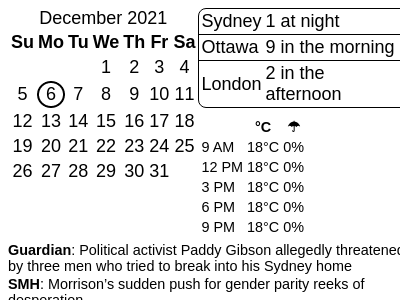 December 2021
Su Mo Tu We Th Fr Sa
1 2 3 4
5 6 7 8 9 10 11
12 13 14 15 16 17 18
19 20 21 22 23 24 25
26 27 28 29 30 31
Sydney 1 at night
Ottawa 9 in the morning
London 2 in the
afternoon
°C ☂
9 AM 18°C 0%
12 PM 18°C 0%
3 PM 18°C 0%
6 PM 18°C 0%
9 PM 18°C 0%
Guardian: Political activist Paddy Gibson allegedly threatened
by three men who tried to break into his Sydney home
SMH: Morrison's sudden push for gender parity reeks of
desperation